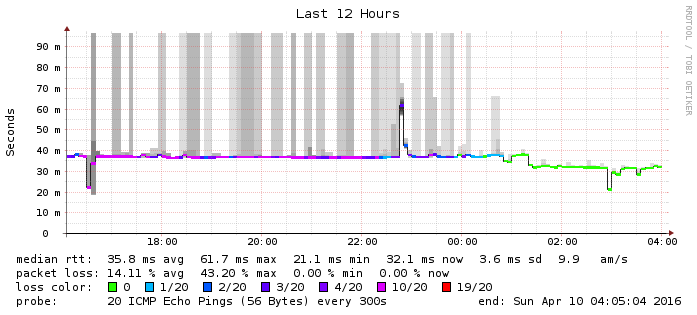 Last 12 Hours
RRDTOOL / TOBI OETIKER
Seconds
90 m
80 m
70 m
60 m
50 m
40 m
30 m
20 m
10 m
0
18:00 20:00 22:00 00:00 02:00 04:00
median rtt: 35.8 ms avg 61.7 ms max 21.1 ms min 32.1 ms now 3.6 ms sd 9.9 am/s
packet loss: 14.11 % avg 43.20 % max 0.00 % min 0.00 % now
loss color: 0 1/20 2/20 3/20 4/20 10/20 19/20
probe: 20 ICMP Echo Pings (56 Bytes) every 300s end: Sun Apr 10 04:05:04 2016